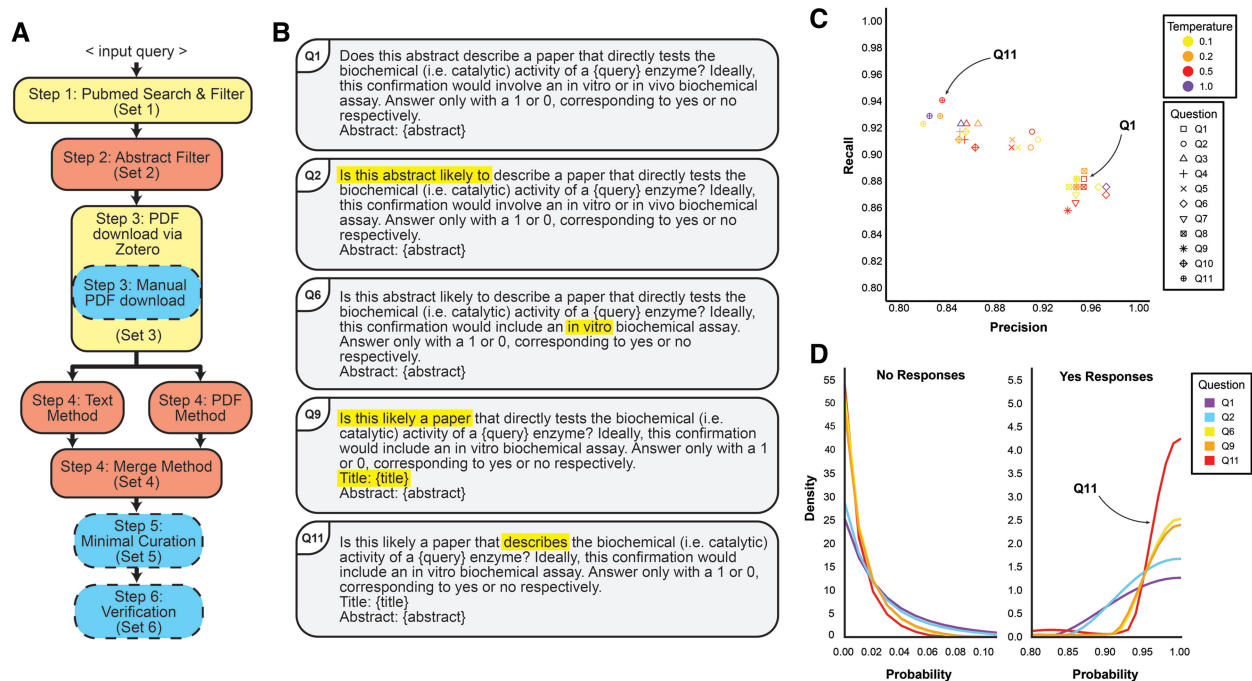 A
< input query >
Step 1: Pubmed Search & Filter
(Set 1)
Step 2: Abstract Filter
(Set 2)
Step 3: PDF
download via
Zotero
Step 3: Manual
PDF download
(Set 3)
Step 4: Text
Method
Step 4: PDF
Method
Step 4: Merge Method
(Set 4)
Step 5:
Minimal Curation
(Set 5)
Step 6:
Verification
(Set 6)
B
Q1
Does this abstract describe a paper that directly tests the
biochemical (i.e. catalytic) activity of a {query} enzyme? Ideally,
this confirmation would involve an in vitro or in vivo biochemical
assay. Answer only with a 1 or 0, corresponding to yes or no
respectively.
Abstract: {abstract}
Q2
Is this abstract likely to describe a paper that directly tests the
biochemical (i.e. catalytic) activity of a {query} enzyme? Ideally,
this confirmation would involve an in vitro or in vivo biochemical
assay. Answer only with a 1 or 0, corresponding to yes or no
respectively.
Abstract: {abstract}
Q6
Is this abstract likely to describe a paper that directly tests the
biochemical (i.e. catalytic) activity of a {query} enzyme? Ideally,
this confirmation would include an in vitro biochemical assay.
Answer only with a 1 or 0, corresponding to yes or no
respectively.
Abstract: {abstract}
Q9
Is this likely a paper that directly tests the biochemical (i.e.
catalytic) activity of a {query} enzyme? Ideally, this confirmation
would include an in vitro biochemical assay. Answer only with a 1
or 0, corresponding to yes or no respectively.
Title: {title}
Abstract: {abstract}
Q11
Is this likely a paper that describes the biochemical (i.e. catalytic)
activity of a {query} enzyme? Ideally, this confirmation would
include an in vitro biochemical assay. Answer only with a 1 or 0,
corresponding to yes or no respectively.
Title: {title}
Abstract: {abstract}
C
1.00
0.98
0.96
0.94
0.92
0.90
0.88
0.86
0.84
0.82
0.80
Recall
Q11
Q1
0.80
0.84
0.88
0.92
0.96
1.00
Precision
Temperature
0.1
0.2
0.5
1.0
Question
Q1
Q2
Q3
Q4
Q5
Q6
Q7
Q8
Q9
Q10
Q11
D
No Responses
55
50
45
40
35
30
25
20
15
10
5
0
Density
0.00
0.02
0.04
0.06
0.08
0.10
Probability
Yes Responses
5.5
5.0
4.5
4.0
3.5
3.0
2.5
2.0
1.5
1.0
0.5
0.0
Q11
0.80
0.84
0.88
0.92
0.96
1.00
Probability
Question
Q1
Q2
Q6
Q9
Q11